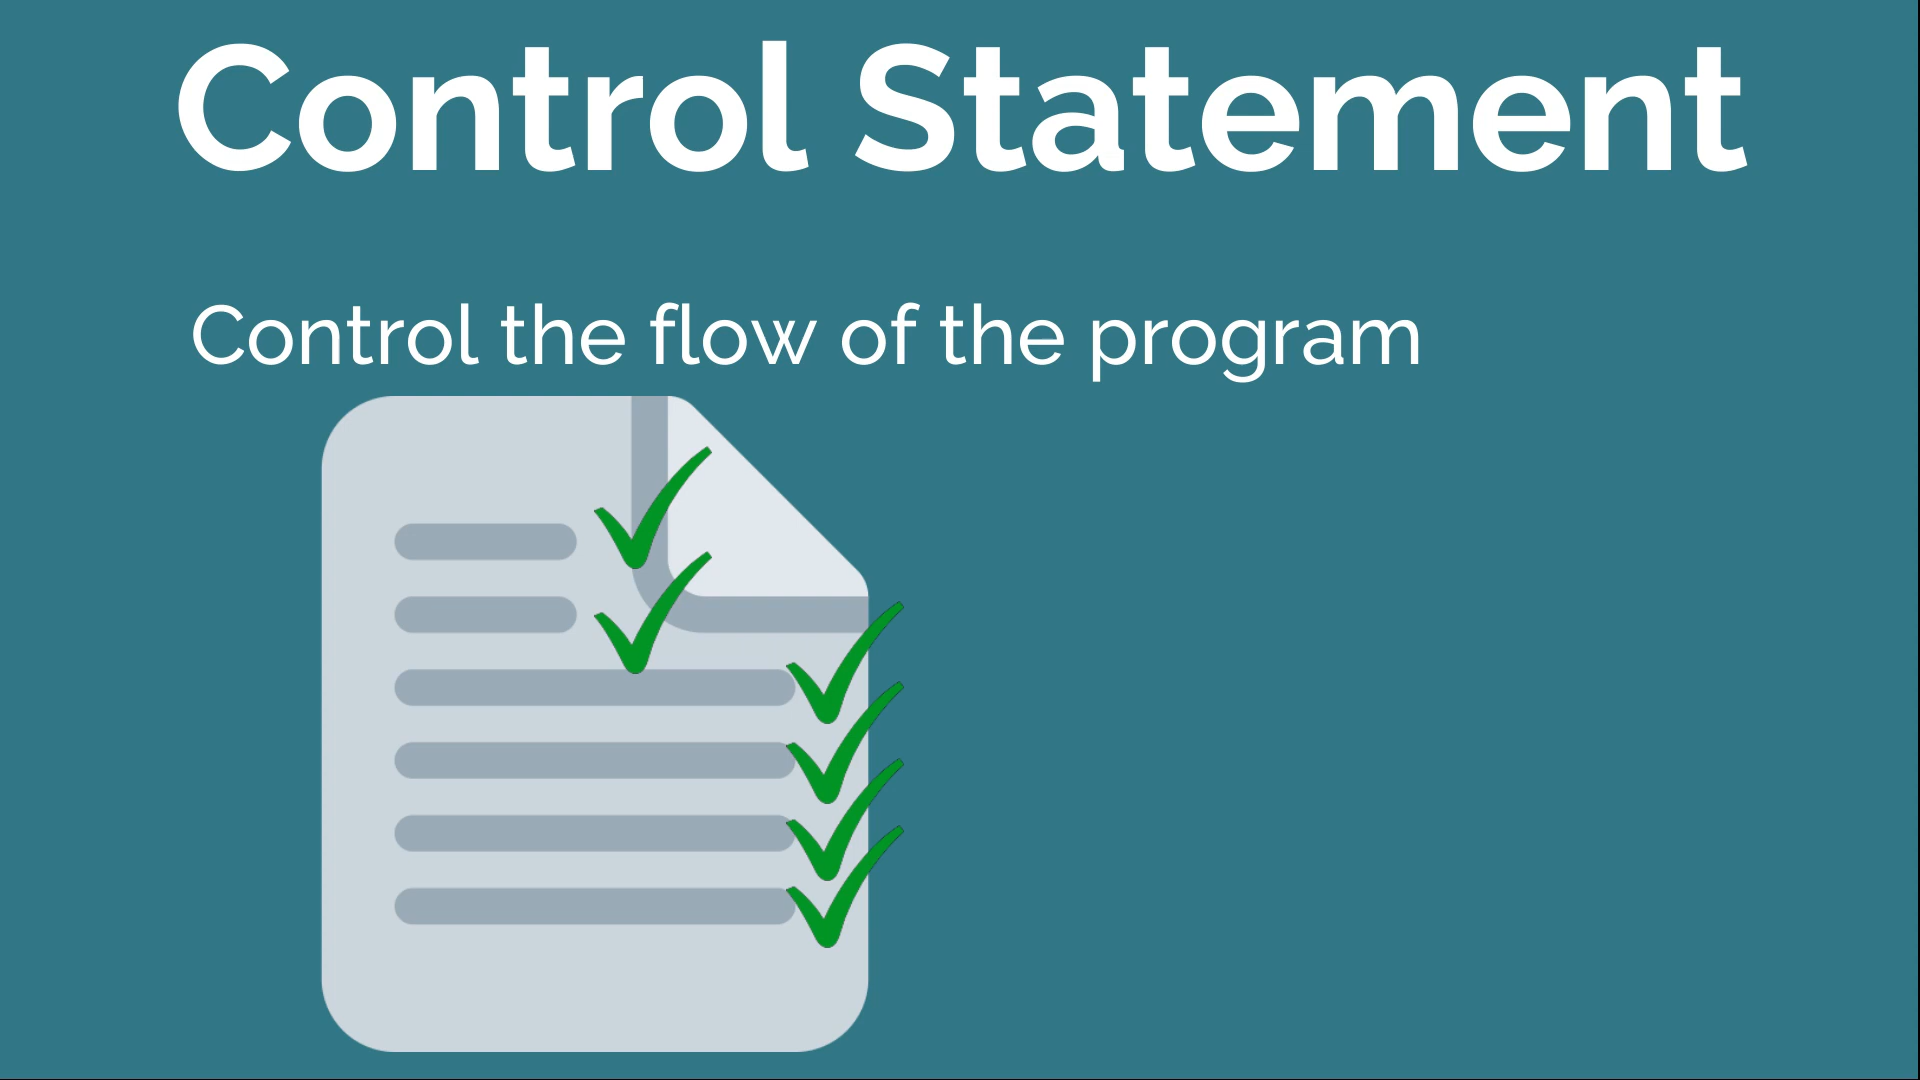 Control Statement
Control the flow of the program